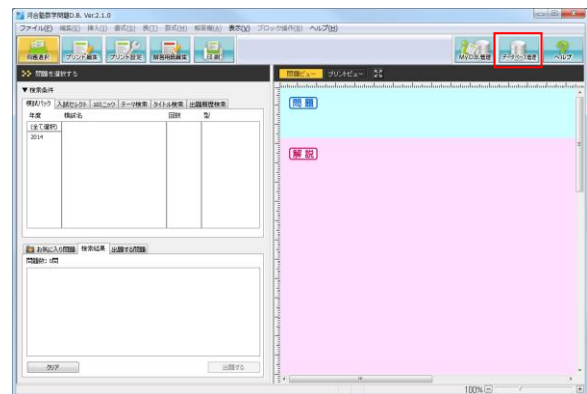 河合塾数学問題D.B. Ver:2.1.0
ファイル(F) 編集(E) 挿入(I) 書式(S) 表(T) 数式(M) 解答欄(A) 表示(V) ブロック操作(B) ヘルプ(H)
問題選択 プリント編集 プリント設定 解答用紙編集 印刷 MyD.B.管理 データベース管理 ヘルプ
問題を選択する 問題ビュー プリントビュー
▼検索条件
模試パック 入試セレクト テーマ検索 タイトル検索 出題履歴検索
年度 模試名 回数 型/
(全て選択)
2014
問題
解説
お気に入り問題 検索結果 出題する問題
問題数: 0問
クリア 出題する
100%